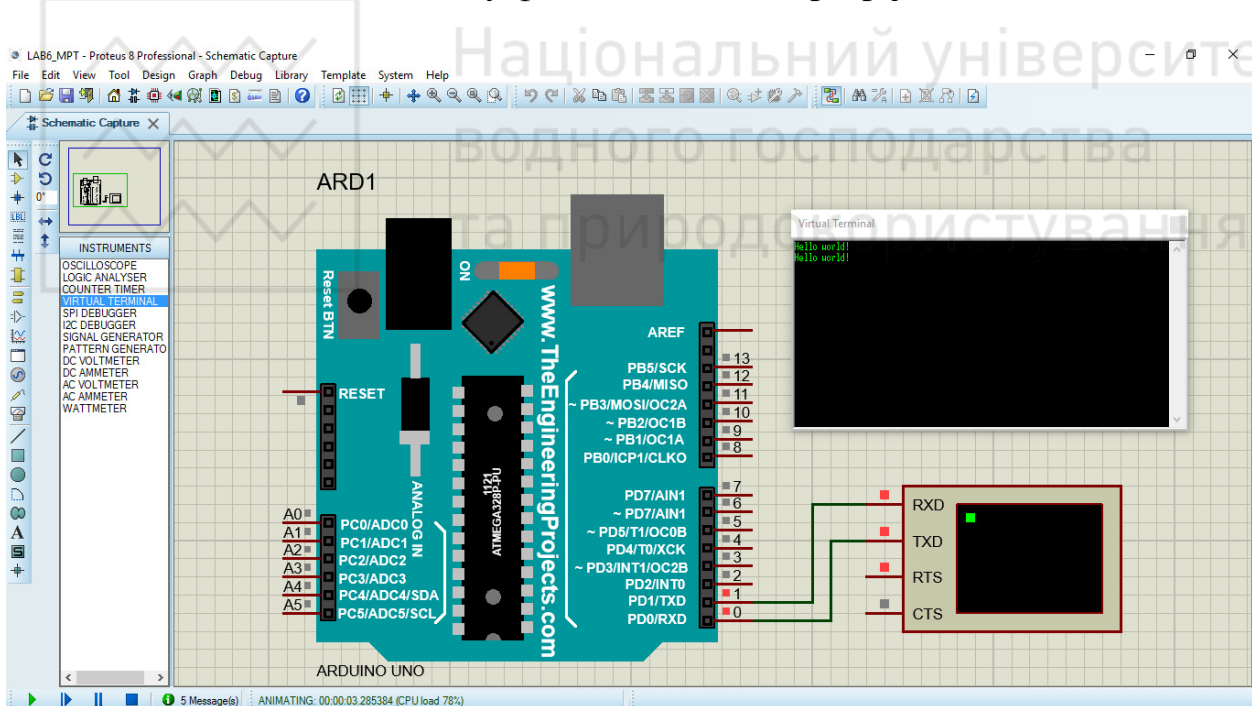 Національний університе
водного господарства
та природокористування
LAB6_MPT - Proteus 8 Professional - Schematic Capture
File Edit View Tool Design Graph Debug Library Template System Help
Schematic Capture
0°
INSTRUMENTS
OSCILLOSCOPE
LOGIC ANALYSER
COUNTER TIMER
VIRTUAL TERMINAL
SPI DEBUGGER
I2C DEBUGGER
SIGNAL GENERATOR
PATTERN GENERATO
DC VOLTMETER
DC AMMETER
AC VOLTMETER
AC AMMETER
WATTMETER
ARD1
Reset BTN
ON
www.TheEngineeringProjects.com
1121
ATMEGA328P-PU
ANALOG IN
RESET
A0 PC0/ADC0
A1 PC1/ADC1
A2 PC2/ADC2
A3 PC3/ADC3
A4 PC4/ADC4/SDA
A5 PC5/ADC5/SCL
AREF
PB5/SCK 13
PB4/MISO 12
~ PB3/MOSI/OC2A 11
~ PB2/OC1B 10
~ PB1/OC1A 9
PB0/ICP1/CLKO 8
PD7/AIN1 7
~ PD7/AIN1 6
~ PD5/T1/OC0B 5
PD4/T0/XCK 4
~ PD3/INT1/OC2B 3
PD2/INT0 2
PD1/TXD 1
PD0/RXD 0
ARDUINO UNO
Virtual Terminal
Hello world!
Hello world!
RXD
TXD
RTS
CTS
5 Message(s) ANIMATING: 00:00:03.285384 (CPU load 78%)